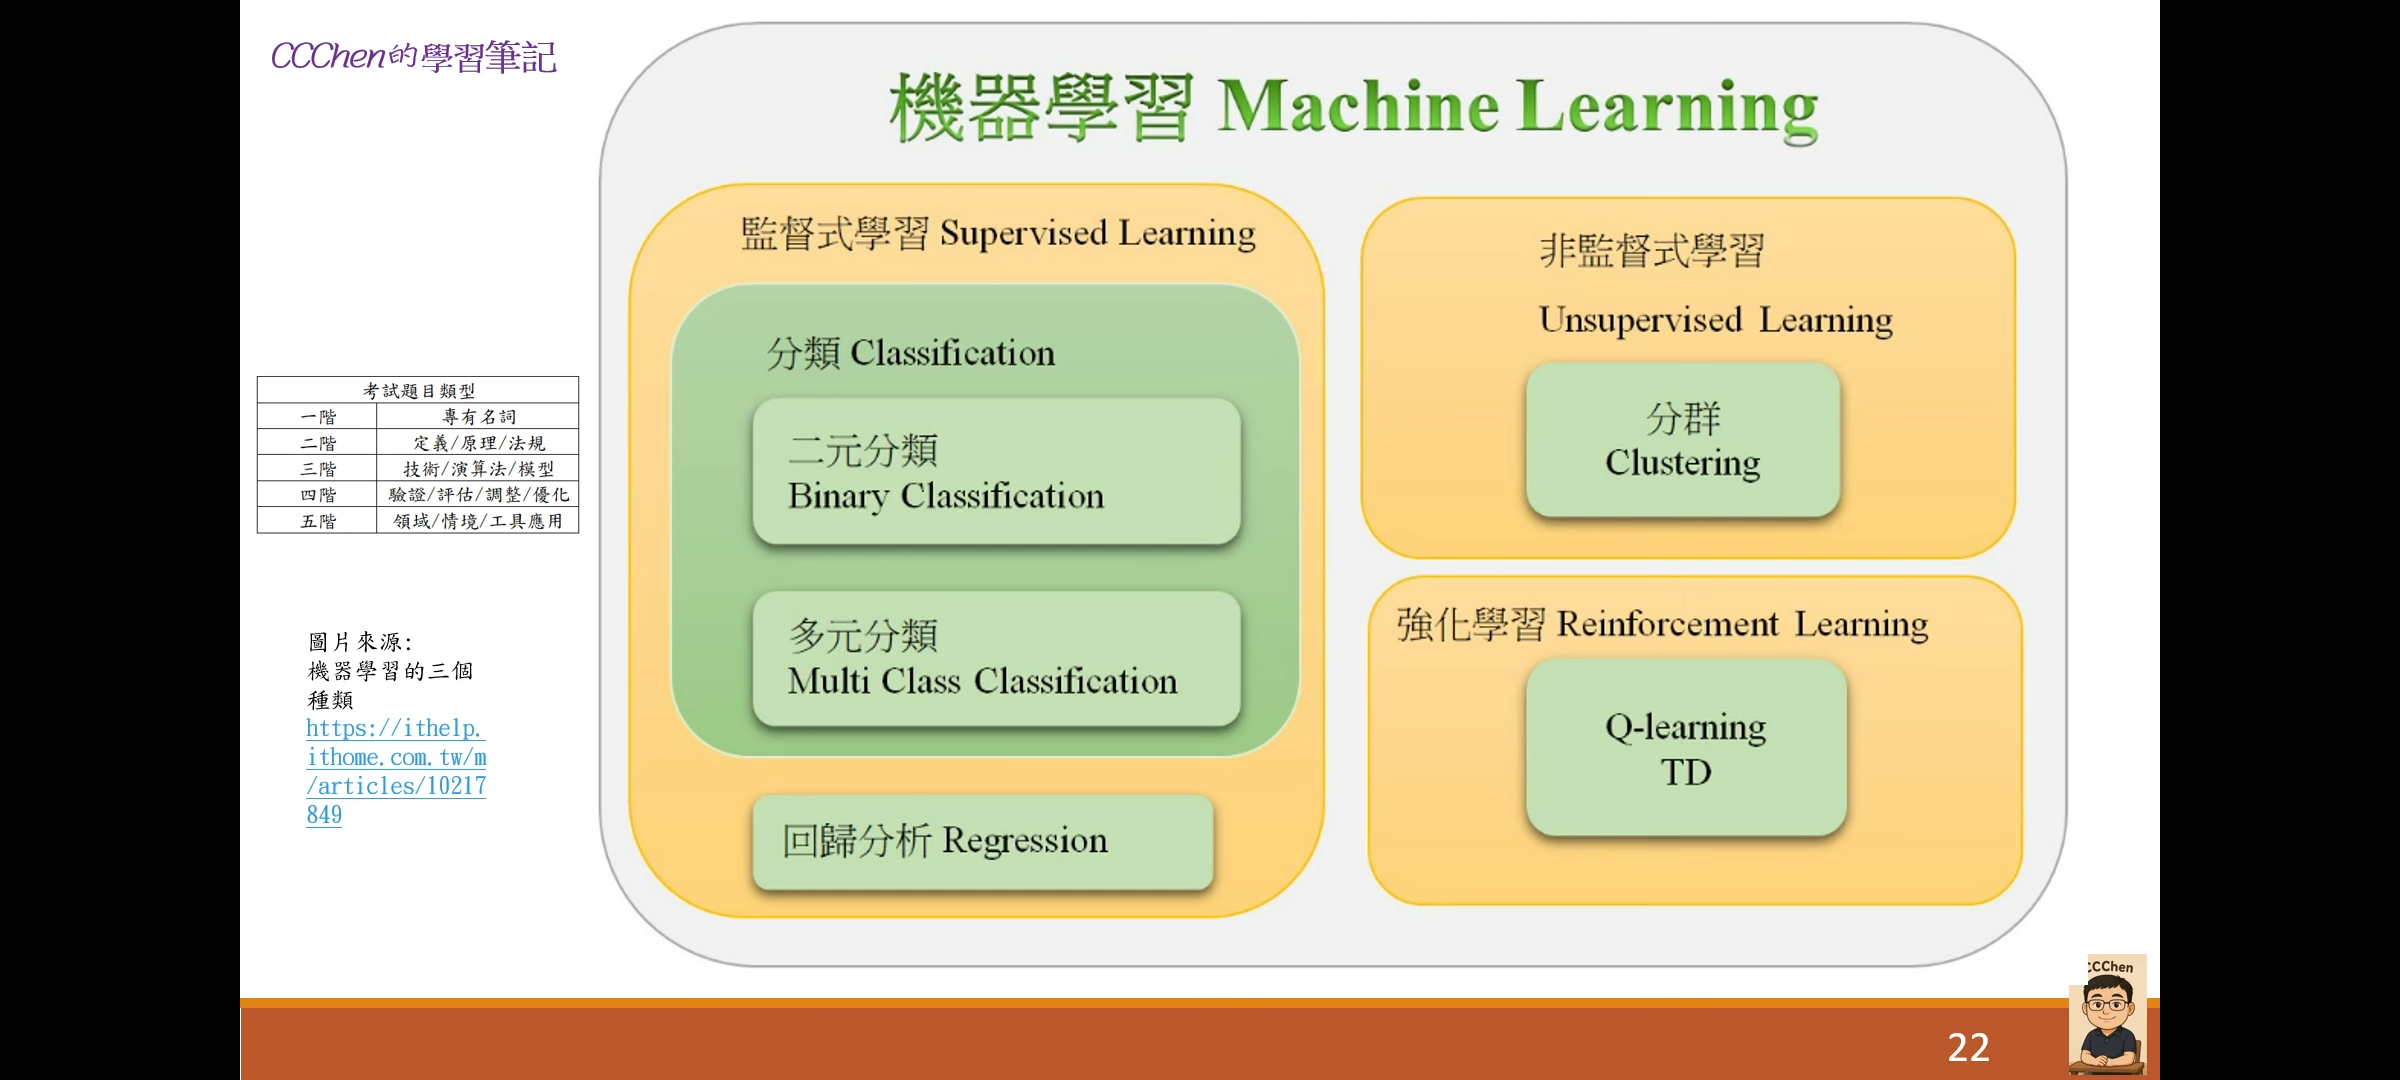 CCChen的學習筆記
機器學習 Machine Learning
監督式學習 Supervised Learning
分類 Classification
二元分類
Binary Classification
多元分類
Multi Class Classification
回歸分析 Regression
非監督式學習
Unsupervised Learning
分群
Clustering
強化學習 Reinforcement Learning
Q-learning
TD
考試題目類型
一階 專有名詞
二階 定義/原理/法規
三階 技術/演算法/模型
四階 驗證/評估/調整/優化
五階 領域/情境/工具應用
圖片來源:
機器學習的三個
種類
https://ithelp.
ithome.com.tw/m
/articles/10217
849
CCChen
22